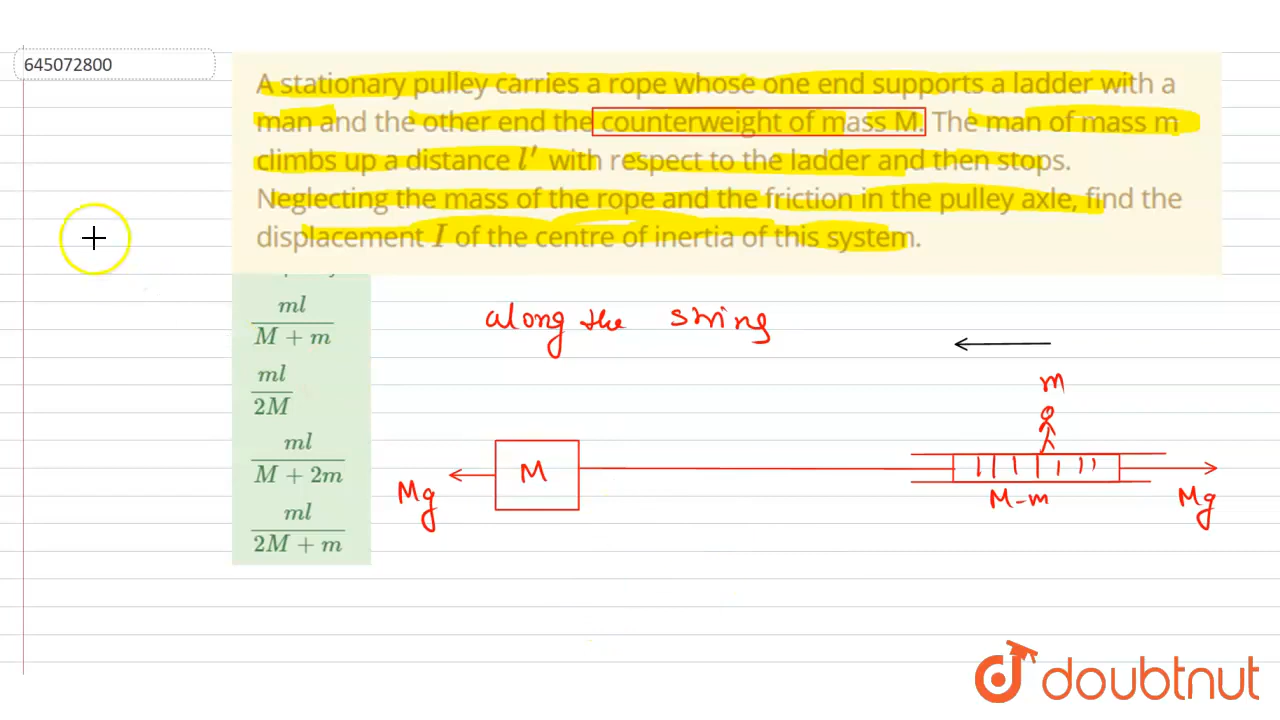 645072800
A stationary pulley carries a rope whose one end supports a ladder with a
man and the other end the counterweight of mass M. The man of mass m
climbs up a distance l′ with respect to the ladder and then stops.
Neglecting the mass of the rope and the friction in the pulley axle, find the
displacement I of the centre of inertia of this system.
ml
M + m
ml
2M
ml
M + 2m
ml
2M + m
along the string
m
M
Mg
M-m
Mg
doubtnut